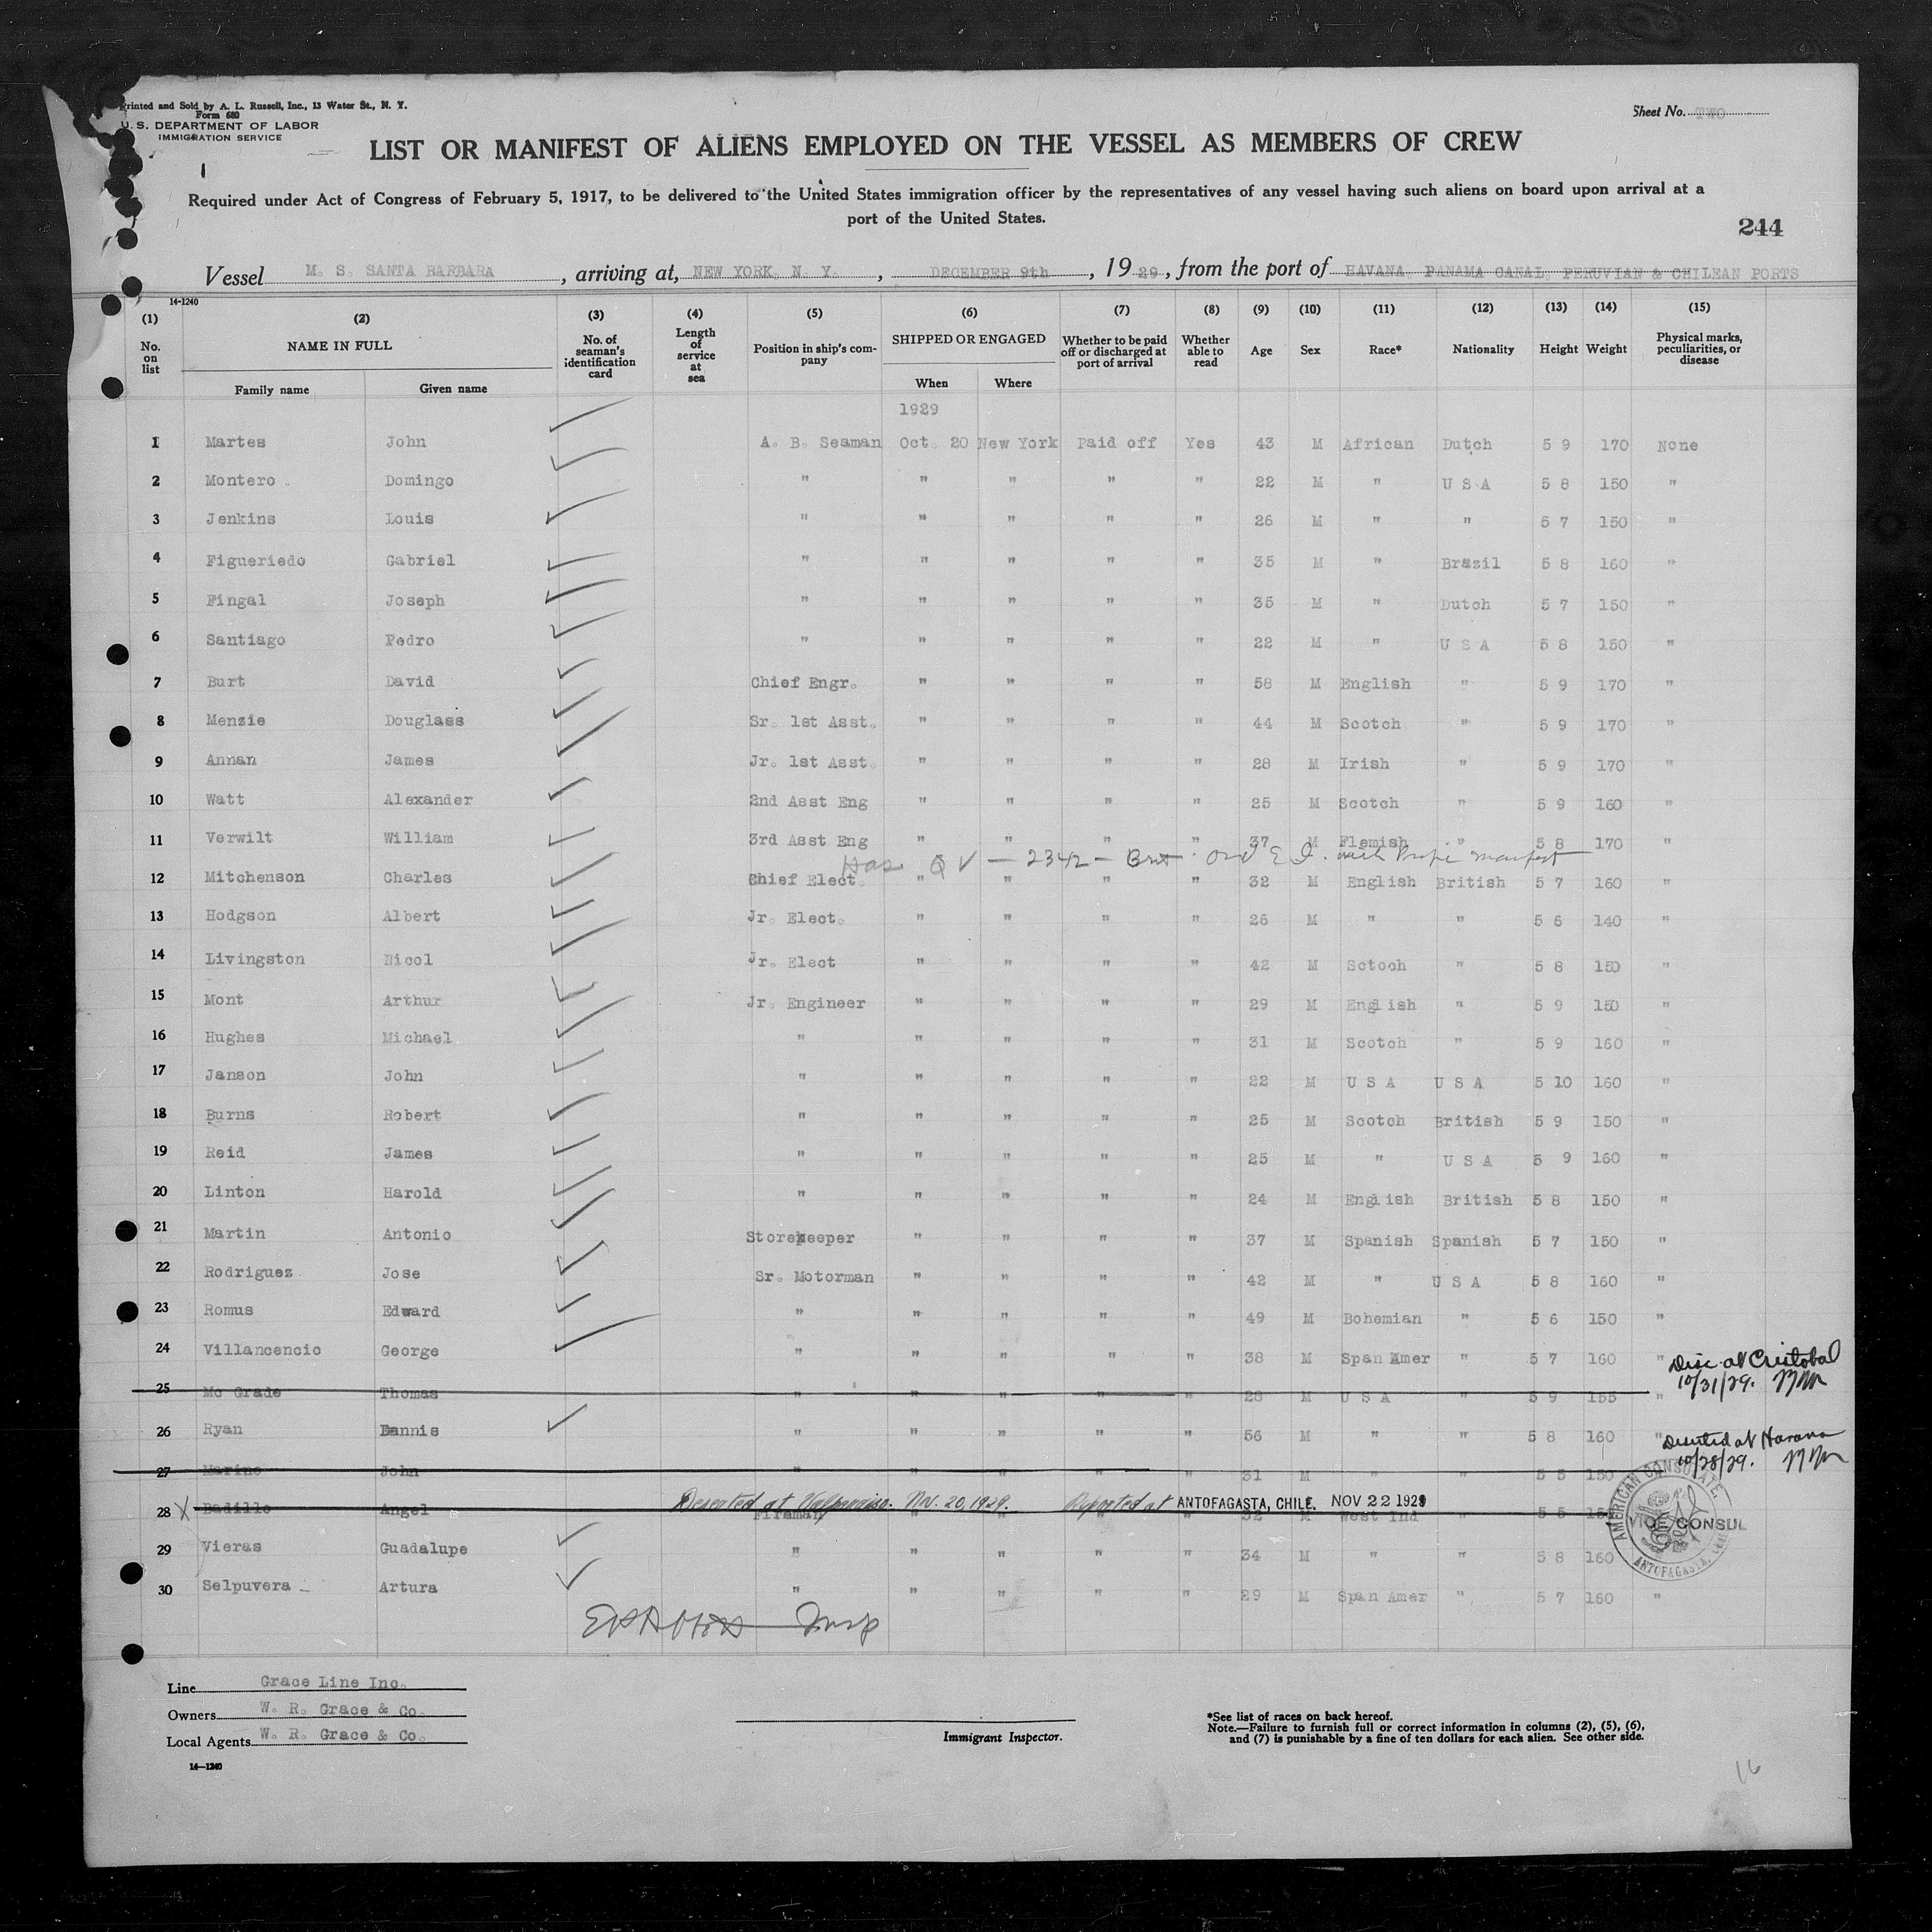 Printed and Sold by A. L. Russell, Inc., 13 Water St., N. Y.
Form 680
U. S. DEPARTMENT OF LABOR
IMMIGRATION SERVICE
Sheet No. TWO
LIST OR MANIFEST OF ALIENS EMPLOYED ON THE VESSEL AS MEMBERS OF CREW
Required under Act of Congress of February 5, 1917, to be delivered to the United States immigration officer by the representatives of any vessel having such aliens on board upon arrival at a
port of the United States.
244
Vessel M. S. SANTA BARBARA, arriving at, NEW YORK, N. Y., DECEMBER 9th, 1929, from the port of HAVANA, PANAMA CANAL, PERUVIAN & CHILEAN PORTS
14-1240
(1) (2) (3) (4) (5) (6) (7) (8) (9) (10) (11) (12) (13) (14) (15)
No. on list NAME IN FULL Family name Given name No. of seaman's identification card Length of service at sea Position in ship's company SHIPPED OR ENGAGED When Where Whether to be paid off or discharged at port of arrival Whether able to read Age Sex Race* Nationality Height Weight Physical marks, peculiarities, or disease
1929
1 Martes John A. B. Seaman Oct. 20 New York Paid off Yes 43 M African Dutch 5 9 170 None
2 Montero Domingo " " " " " 22 M " U S A 5 8 150 "
3 Jenkins Louis " " " " " 26 M " " 5 7 150 "
4 Figueriedo Gabriel " " " " " 35 M " Brazil 5 8 160 "
5 Fingal Joseph " " " " " 35 M " Dutch 5 7 150 "
6 Santiago Pedro " " " " " 22 M " U S A 5 8 150 "
7 Burt David Chief Engr. " " " " 58 M English " 5 9 170 "
8 Menzie Douglass Sr. 1st Asst. " " " " 44 M Scotch " 5 9 170 "
9 Annan James Jr. 1st Asst. " " " " 28 M Irish " 5 9 170 "
10 Watt Alexander 2nd Asst Eng " " " " 25 M Scotch " 5 9 160 "
11 Verwilt William 3rd Asst Eng " " " " 37 M Flemish " 5 8 170 "
Has QV - 2342 - manifest
12 Mitchenson Charles Chief Elect. " " " " 32 M English British 5 7 160 "
13 Hodgson Albert Jr. Elect. " " " " 26 M " " 5 6 140 "
14 Livingston Nicol Jr. Elect " " " " 42 M Sctoch " 5 8 150 "
15 Mont Arthur Jr. Engineer " " " " 29 M English " 5 9 150 "
16 Hughes Michael " " " " " 31 M Scotch " 5 9 160 "
17 Janson John " " " " " 22 M U S A U S A 5 10 160 "
18 Burns Robert " " " " " 25 M Scotch British 5 9 150 "
19 Reid James " " " " " 25 M " U S A 5 9 160 "
20 Linton Harold " " " " " 24 M English British 5 8 150 "
21 Martin Antonio Storekeeper " " " " 37 M Spanish Spanish 5 7 150 "
22 Rodriguez Jose Sr. Motorman " " " " 42 M " U S A 5 8 160 "
23 Romus Edward " " " " " 49 M Bohemian " 5 6 150 "
24 Villancencio George " " " " " 38 M Span Amer " 5 7 160 "
Disc. at Cristobal
10/31/29.
25 Mc Grade Thomas " " " " " 28 M U S A " 5 9 155 "
26 Ryan Dennis " " " " " 56 M " " 5 8 160 "
Deserted at Havana
10/28/29.
27 Marino John " " " " " 31 M " " 5 5 150
Deserted at Valparaiso. Nov. 20, 1929. Reported at ANTOFAGASTA, CHILE. NOV 22 1929
28 X Badillo Angel Fireman " " " " 32 M West Ind " 5 5
29 Vieras Guadalupe " " " " " 34 M " " 5 8 160
30 Selpuvera Artura " " " " " 29 M Span Amer " 5 7 160 "
AMERICAN CONSULATE,
VICE CONSUL
ANTOFAGASTA,
Insp
Line Grace Line Inc.
Owners W. R. Grace & Co.
Local Agents W. R. Grace & Co.
14-1240
Immigrant Inspector.
*See list of races on back hereof.
Note.—Failure to furnish full or correct information in columns (2), (5), (6),
and (7) is punishable by a fine of ten dollars for each alien. See other side.
16